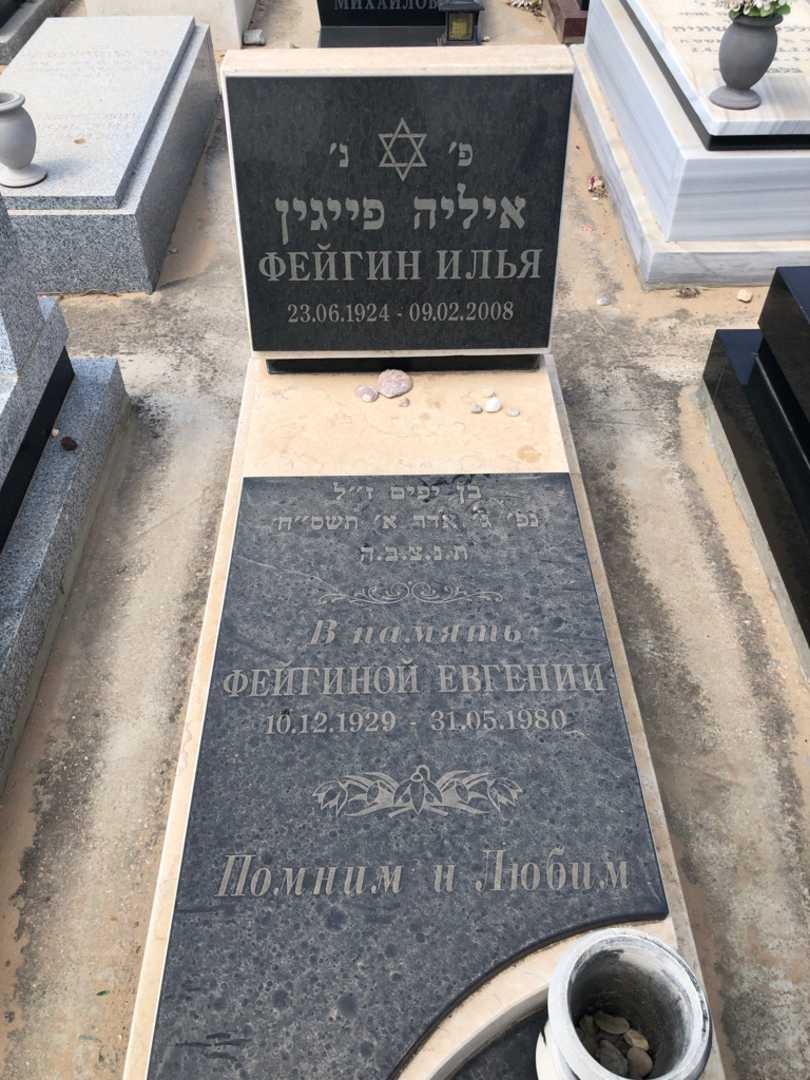 МИХАЙЛОВ
פ׳ נ׳
איליה פייגין
ФЕЙГИН ИЛЬЯ
23.06.1924 - 09.02.2008
בן יפים ז״ל
נפ׳ ג׳ אדר א׳ תשס״ח
ת.נ.צ.ב.ה
В память
ФЕЙГИНОЙ ЕВГЕНИИ
10.12.1929 - 31.05.1980
Помним и Любим